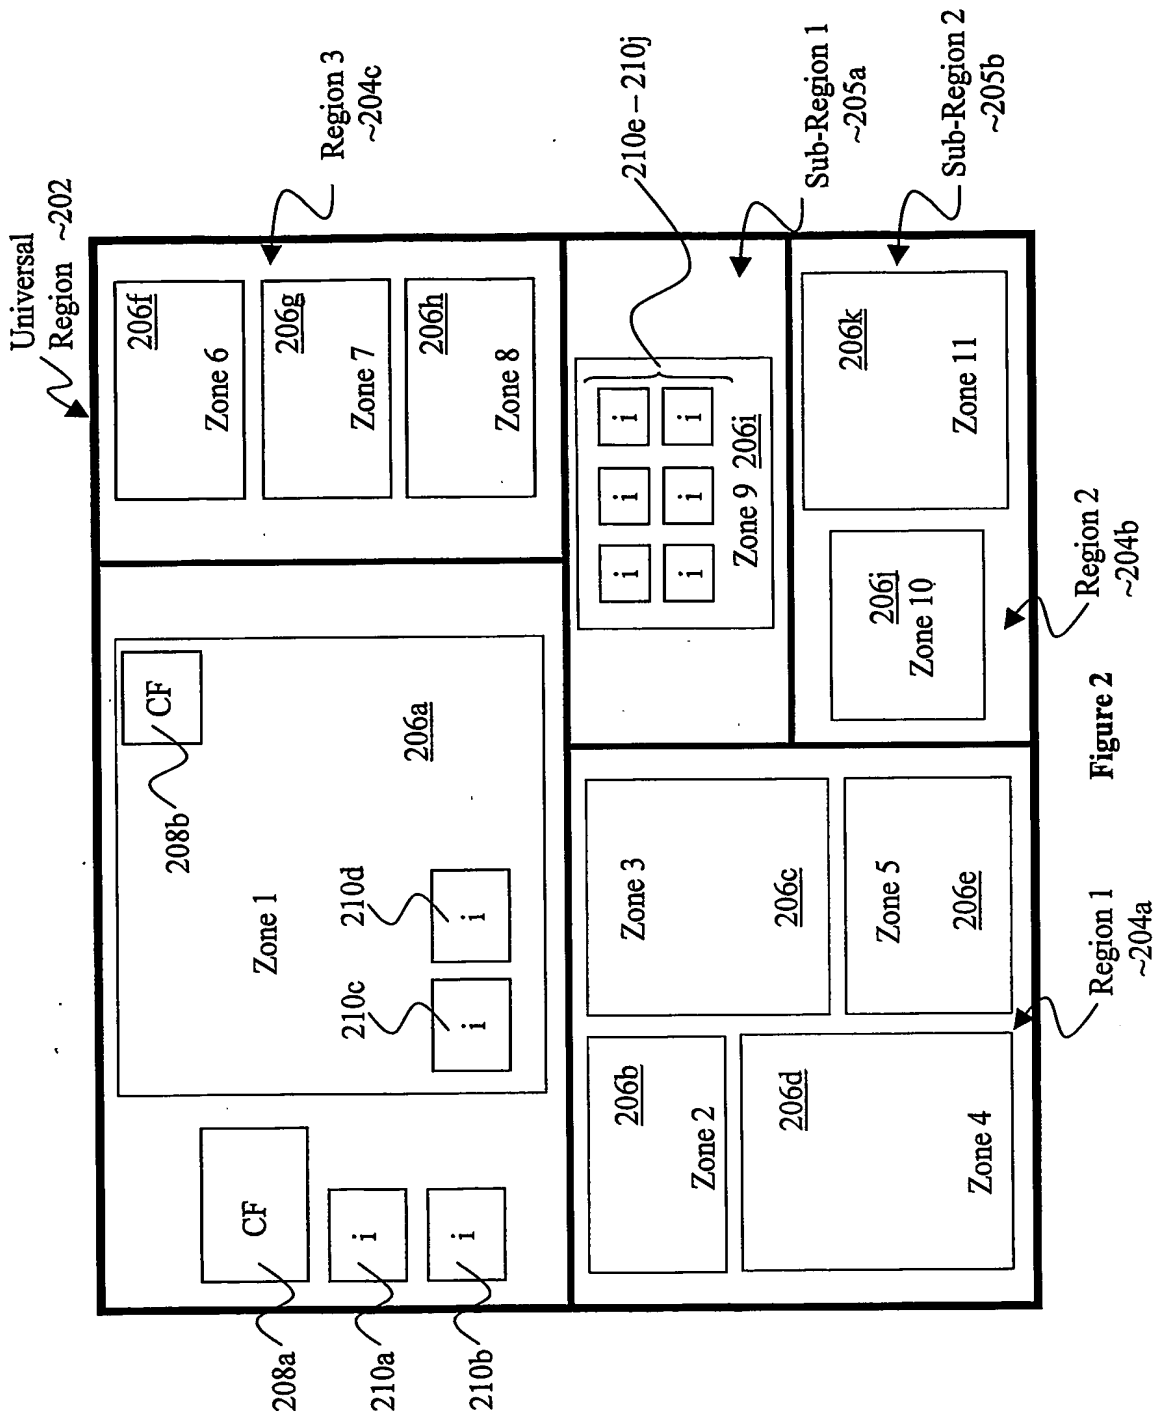 Universal
Region ~202
Region 3
~204c
208a
CF
210a
i
210b
i
Zone 1
208b
CF
206a
210c
i
210d
i
206f
Zone 6
206g
Zone 7
206h
Zone 8
206b
Zone 2
Zone 3
206c
206d
Zone 4
Zone 5
206e
i
i
i
i
i
i
Zone 9
206i
210e – 210j
Sub-Region 1
~205a
206j
Zone 10
206k
Zone 11
Sub-Region 2
~205b
Region 1
~204a
Region 2
~204b
Figure 2